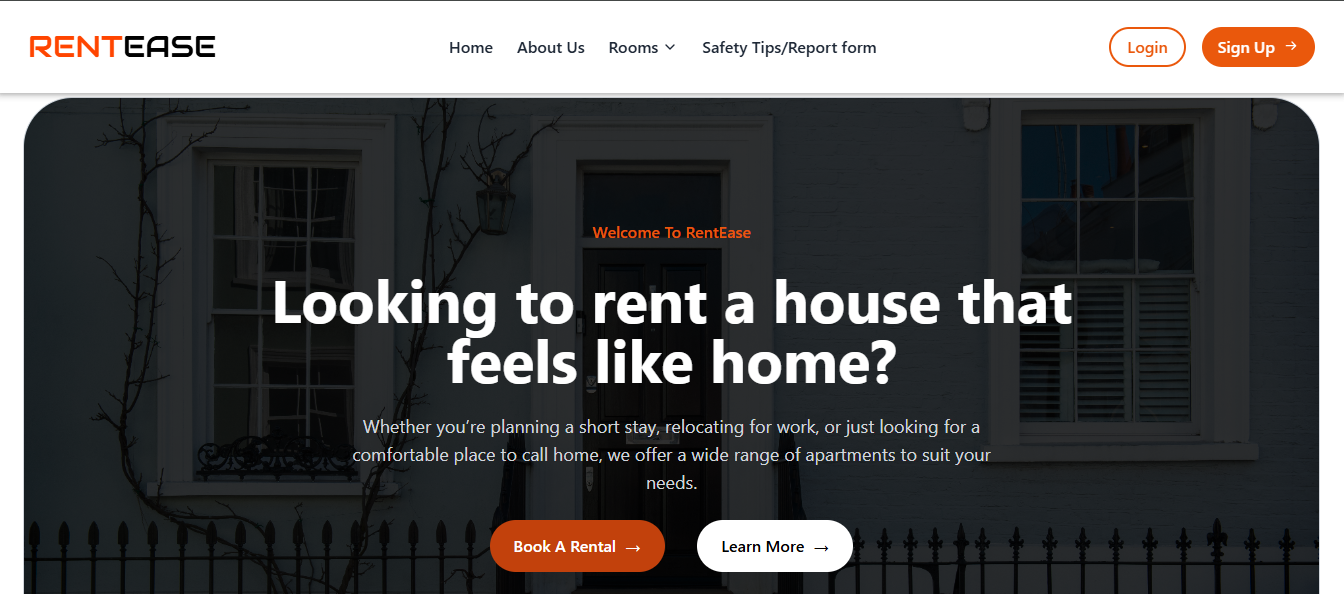 RENTEASE
Home
About Us
Rooms
Safety Tips/Report form
Login
Sign Up →
Welcome To RentEase
Looking to rent a house that
feels like home?
Whether you’re planning a short stay, relocating for work, or just looking for a
comfortable place to call home, we offer a wide range of apartments to suit your
needs.
Book A Rental →
Learn More →